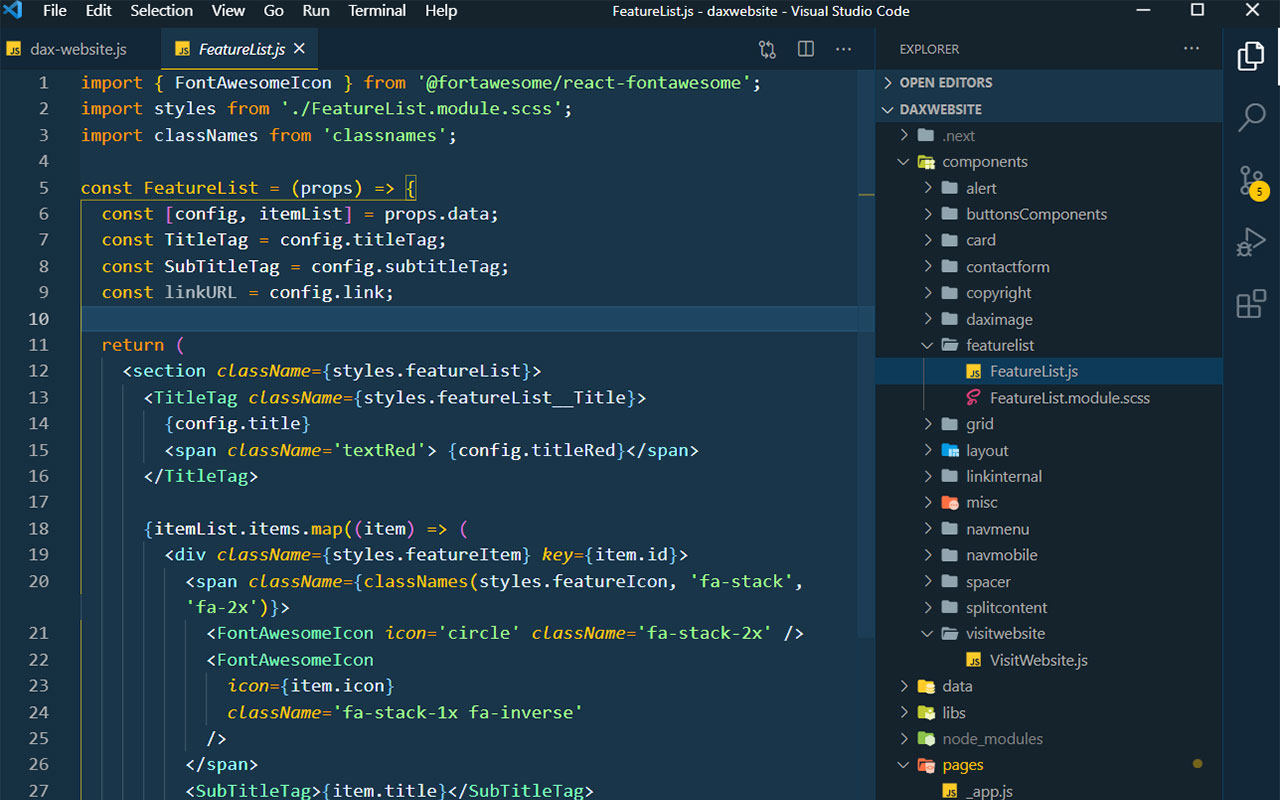 File Edit Selection View Go Run Terminal Help FeatureList.js - daxwebsite - Visual Studio Code
JS dax-website.js JS FeatureList.js
1 import { FontAwesomeIcon } from '@fortawesome/react-fontawesome';
2 import styles from './FeatureList.module.scss';
3 import classNames from 'classnames';
4
5 const FeatureList = (props) => {
6 const [config, itemList] = props.data;
7 const TitleTag = config.titleTag;
8 const SubTitleTag = config.subtitleTag;
9 const linkURL = config.link;
10
11 return (
12 <section className={styles.featureList}>
13 <TitleTag className={styles.featureList__Title}>
14 {config.title}
15 <span className='textRed'> {config.titleRed}</span>
16 </TitleTag>
17
18 {itemList.items.map((item) => (
19 <div className={styles.featureItem} key={item.id}>
20 <span className={classNames(styles.featureIcon, 'fa-stack',
'fa-2x')}>
21 <FontAwesomeIcon icon='circle' className='fa-stack-2x' />
22 <FontAwesomeIcon
23 icon={item.icon}
24 className='fa-stack-1x fa-inverse'
25 />
26 </span>
27 <SubTitleTag>{item.title}</SubTitleTag>
EXPLORER
OPEN EDITORS
DAXWEBSITE
.next
components
alert
buttonsComponents
card
contactform
copyright
daximage
featurelist
JS FeatureList.js
FeatureList.module.scss
grid
layout
linkinternal
misc
navmenu
navmobile
spacer
splitcontent
visitwebsite
JS VisitWebsite.js
data
libs
node_modules
pages
JS _app.js
5